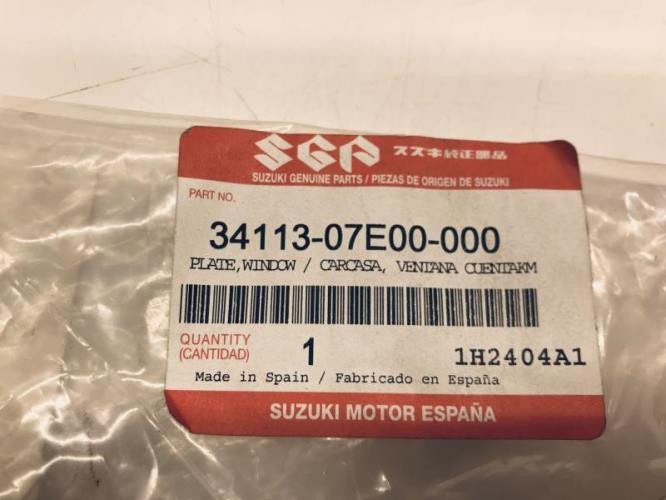 SGP スズキ純正部品
SUZUKI GENUINE PARTS / PIEZAS DE ORIGEN DE SUZUKI
PART NO.
34113-07E00-000
PLATE,WINDOW / CARCASA, VENTANA CUENTAKM
QUANTITY
(CANTIDAD) 1 1H2404A1
Made in Spain / Fabricado en España
SUZUKI MOTOR ESPAÑA